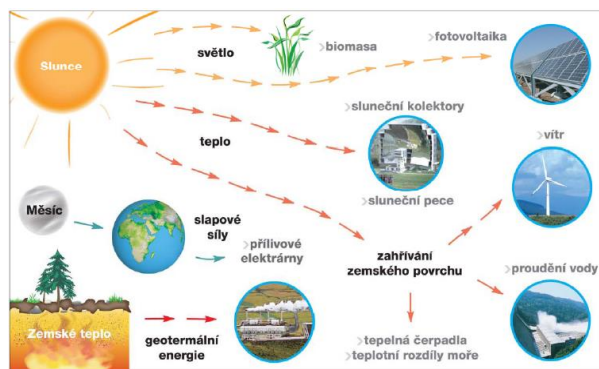 Slunce
světlo
>biomasa
>fotovoltaika
teplo
>sluneční kolektory
>sluneční pece
>vítr
Měsíc
slapové
síly
>přílivové
elektrárny
zahřívání
zemského povrchu
>proudění vody
Zemské teplo
geotermální
energie
>tepelná čerpadla
>teplotní rozdíly moře